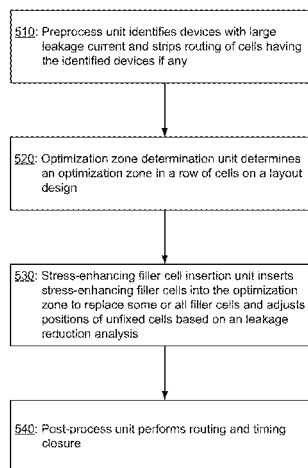 510: Preprocess unit identifies devices with large
leakage current and strips routing of cells having
the identified devices if any
520: Optimization zone determination unit determines
an optimization zone in a row of cells on a layout
design
530: Stress-enhancing filler cell insertion unit inserts
stress-enhancing filler cells into the optimization
zone to replace some or all filler cells and adjusts
positions of unfixed cells based on an leakage
reduction analysis
540: Post-process unit performs routing and timing
closure